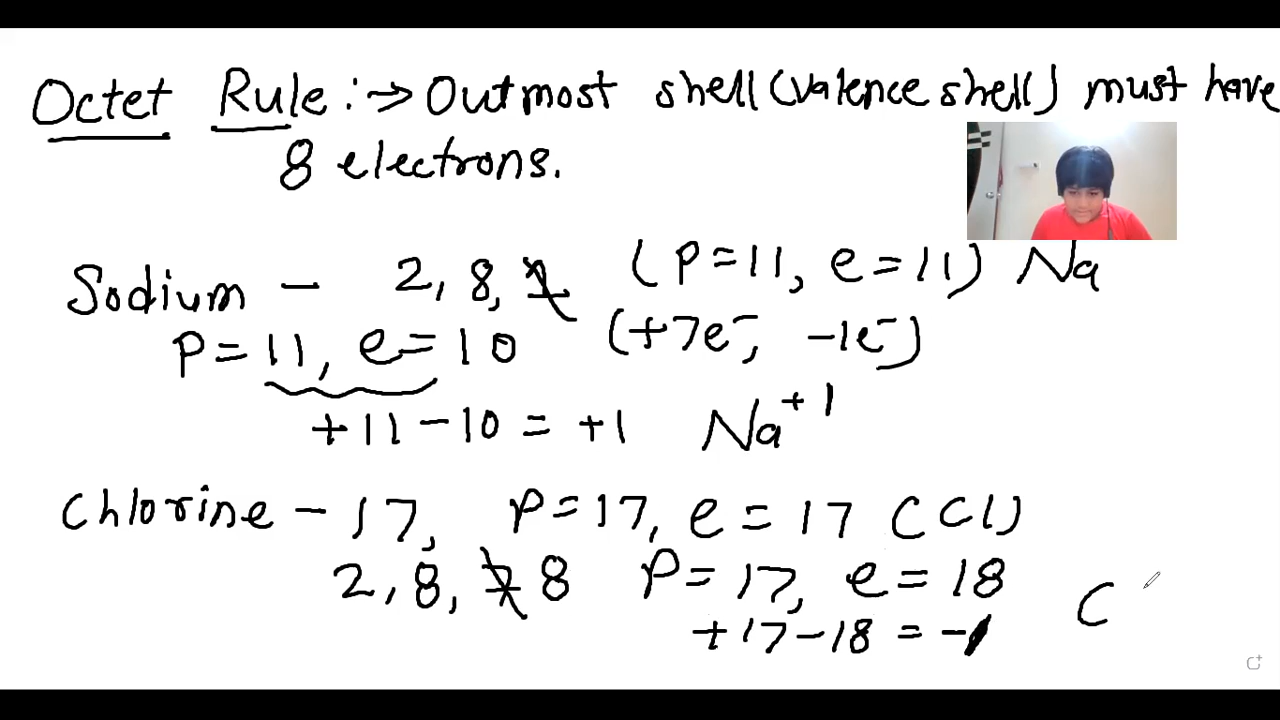 Octet Rule :→ Outmost shell (valence shell) must have
8 electrons.
Sodium – 2, 8, 1 (p=11, e=11) Na
p=11, e=10 (+7e⁻, -1e⁻)
+11-10=+1 Na⁺¹
Chlorine – 17, p=17, e=17 (Cl)
2, 8, 7 8 p=17, e=18 C
+17-18=-1